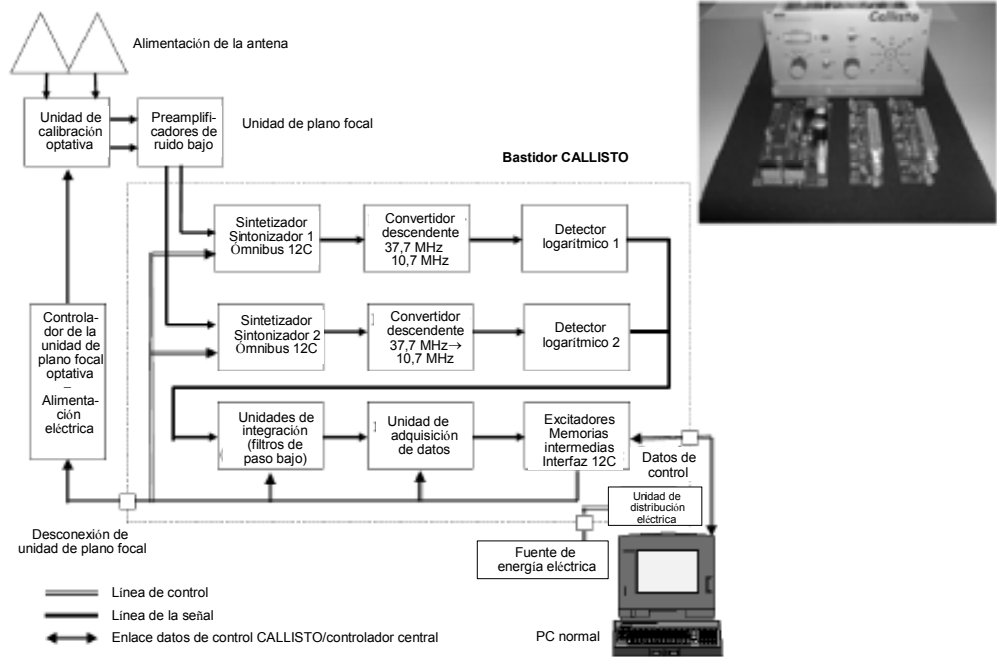 Alimentación de la antena
Callisto
Unidad de
calibración
optativa
Preamplifi-
cadores de
ruido bajo
Unidad de plano focal
Bastidor CALLISTO
Sintetizador
Sintonizador 1
Ómnibus 12C
Convertidor
descendente
37,7 MHz
10,7 MHz
Detector
logarítmico 1
Controla-
dor de la
unidad de
plano focal
optativa
–
Alimenta-
ción
eléctrica
Sintetizador
Sintonizador 2
Ómnibus 12C
Convertidor
descendente
37,7 MHz→
10,7 MHz
Detector
logarítmico 2
Unidades de
integración
(filtros de
paso bajo)
Unidad de
adquisición
de datos
Excitadores
Memorias
intermedias
Interfaz 12C
Datos de
control
Unidad de
distribución
eléctrica
Desconexión de
unidad de plano focal
Fuente de
energía eléctrica
Línea de control
Línea de la señal
Enlace datos de control CALLISTO/controlador central
PC normal